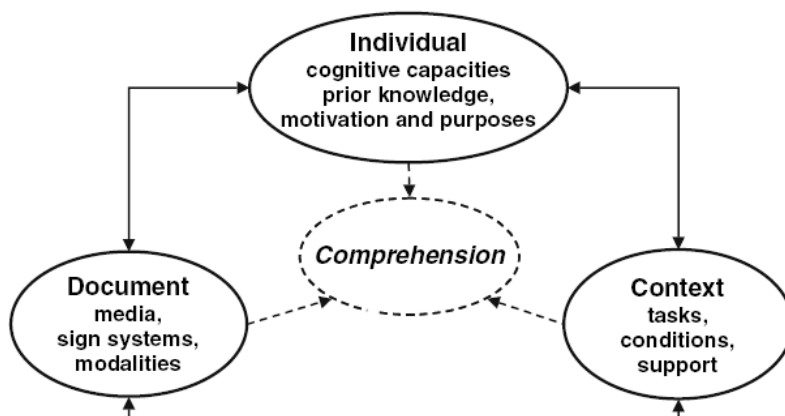 Individual
cognitive capacities
prior knowledge,
motivation and purposes
Comprehension
Document
media,
sign systems,
modalities
Context
tasks,
conditions,
support